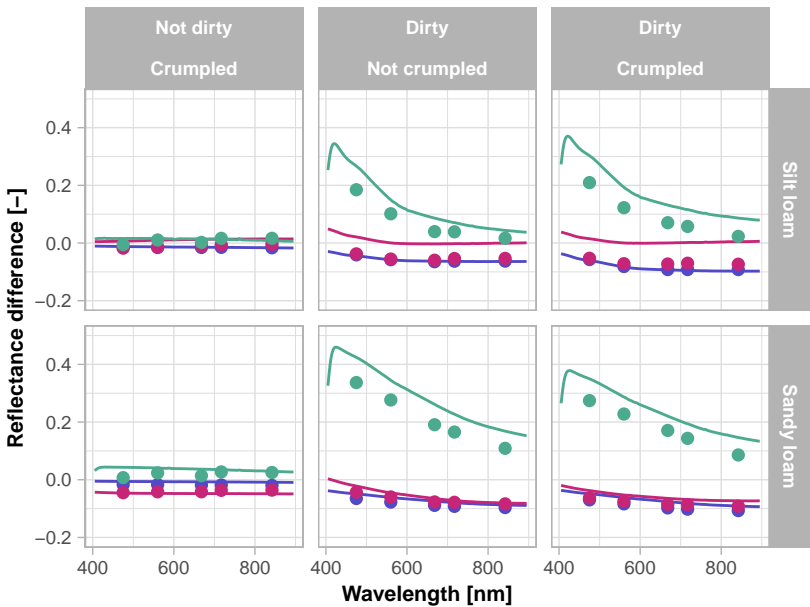 Not dirty
Crumpled
Dirty
Not crumpled
Dirty
Crumpled
Silt loam
Sandy loam
Reflectance difference [−]
0.4
0.2
0.0
−0.2
0.4
0.2
0.0
−0.2
400 600 800
400 600 800
400 600 800
Wavelength [nm]